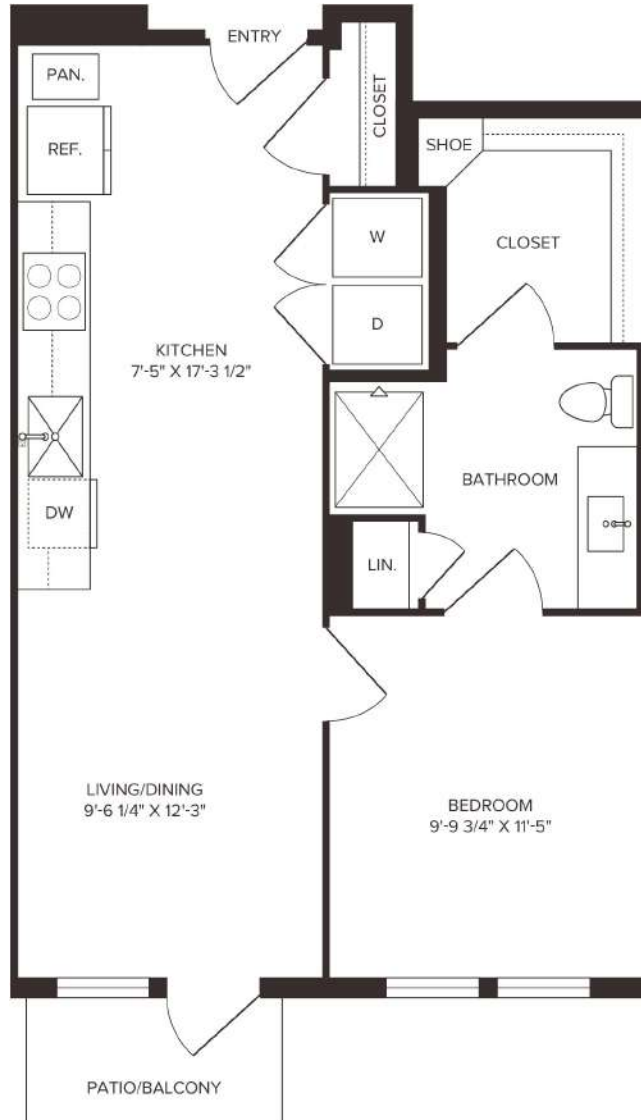 ENTRY
PAN.
CLOSET
REF.
SHOE
W
CLOSET
D
KITCHEN
7'-5" X 17'-3 1/2"
BATHROOM
DW
LIN.
LIVING/DINING
9'-6 1/4" X 12'-3"
BEDROOM
9'-9 3/4" X 11'-5"
PATIO/BALCONY